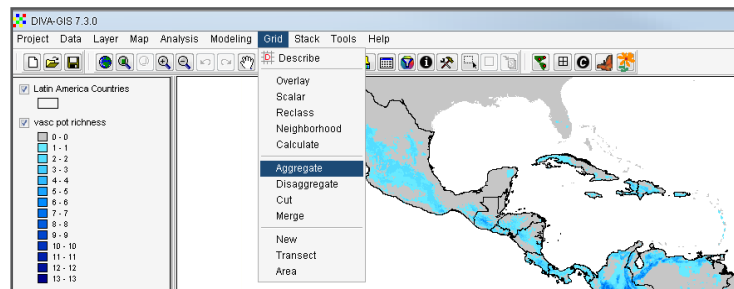 DIVA-GIS 7.3.0
Project Data Layer Map Analysis Modeling Grid Stack Tools Help
Describe
Overlay
Scalar
Reclass
Neighborhood
Calculate
Aggregate
Disaggregate
Cut
Merge
New
Transect
Area
Latin America Countries
vasc pot richness
0 - 0
1 - 1
2 - 2
3 - 3
4 - 4
5 - 5
6 - 6
7 - 7
8 - 8
9 - 9
10 - 10
11 - 11
12 - 12
13 - 13